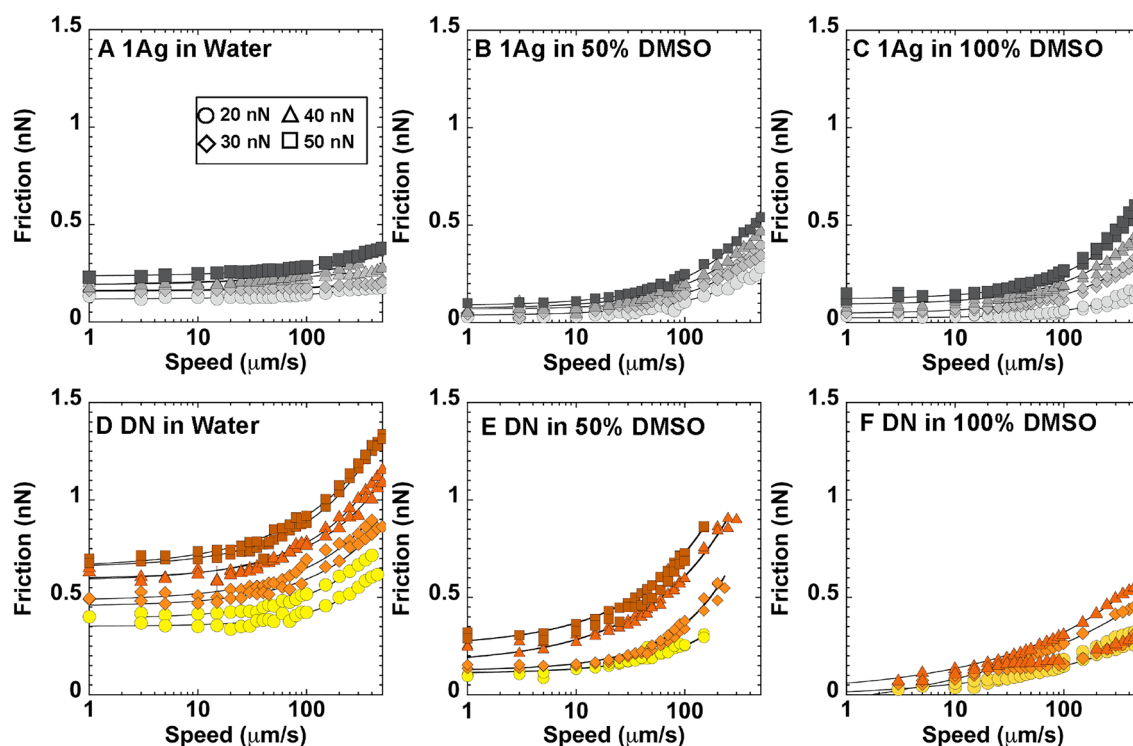 A 1Ag in Water
B 1Ag in 50% DMSO
C 1Ag in 100% DMSO
20 nN 40 nN
30 nN 50 nN
Friction (nN)
1.5
1
0.5
0
1 10 100
Speed (μm/s)
Friction (nN)
1.5
1
0.5
0
1 10 100
Speed (μm/s)
Friction (nN)
1.5
1
0.5
0
1 10 100
Speed (μm/s)
D DN in Water
E DN in 50% DMSO
F DN in 100% DMSO
Friction (nN)
1.5
1
0.5
0
1 10 100
Speed (μm/s)
Friction (nN)
1.5
1
0.5
0
1 10 100
Speed (μm/s)
Friction (nN)
1.5
1
0.5
0
1 10 100
Speed (μm/s)